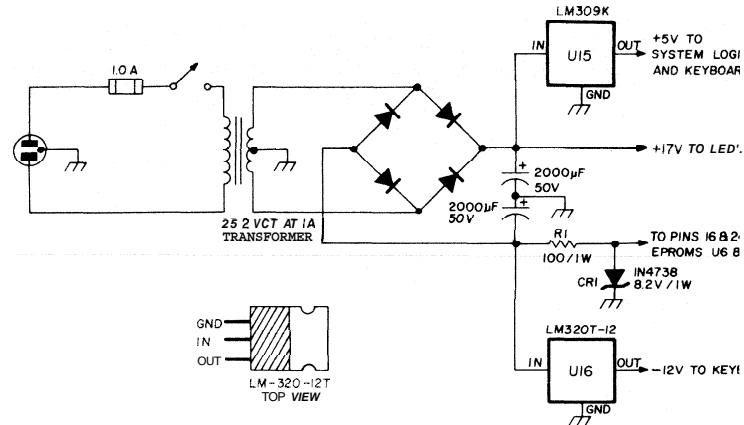 LM309K
IN
U15
OUT
+5V TO
SYSTEM LOGI
AND KEYBOAR
GND
1.0 A
+17V TO LED'.
+
2000µF
50V
2000µF
50V
+
25 2 VCT AT 1A
TRANSFORMER
R1
100/1W
TO PINS 16 & 24
EPROMS U6 8
CR1
1N4738
8.2V/1W
LM320T-12
IN
U16
OUT
-12V TO KEY
GND
GND
IN
OUT
LM-320-12T
TOP VIEW